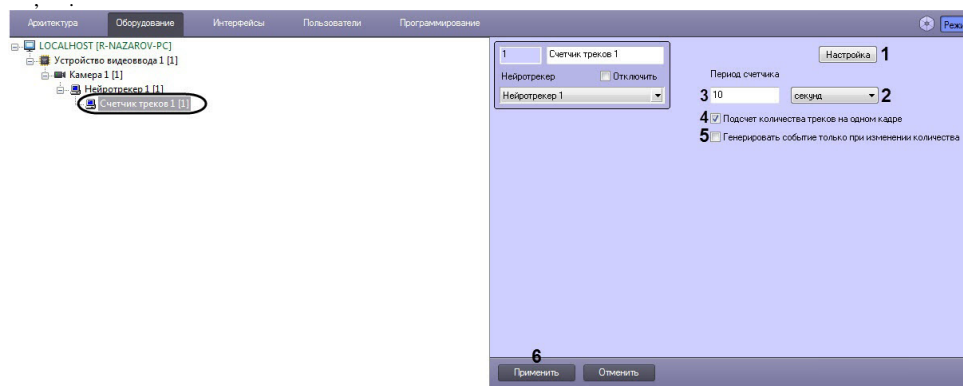 Архитектура Оборудование Интерфейсы Пользователи Программирование
LOCALHOST [R-NAZAROV-PC]
Устройство видеоввода 1 [1]
Камера 1 [1]
Нейротрекер 1 [1]
Счетчик треков 1 [1]
1 Счетчик треков 1
Нейротрекер Отключить
Нейротрекер 1
Настройка 1
Период счетчика
3 10 секунд 2
4 Подсчет количества треков на одном кадре
5 Генерировать событие только при изменении количества
6
Применить Отменить